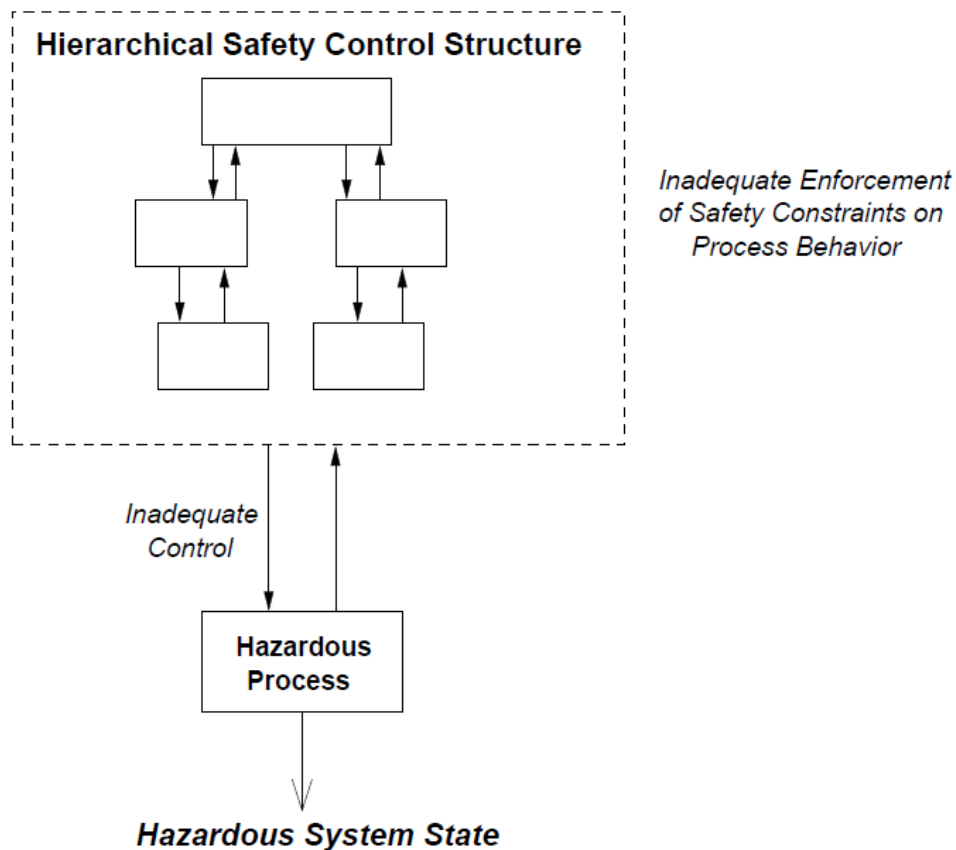 Hierarchical Safety Control Structure
Inadequate Enforcement
of Safety Constraints on
Process Behavior
Inadequate
Control
Hazardous
Process
Hazardous System State